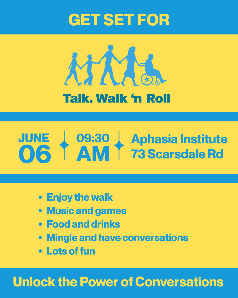 GET SET FOR
Talk. Walk 'n Roll
JUNE 06
09:30 AM
Aphasia Institute
73 Scarsdale Rd
• Enjoy the walk
• Music and games
• Food and drinks
• Mingle and have conversations
• Lots of fun
Unlock the Power of Conversations